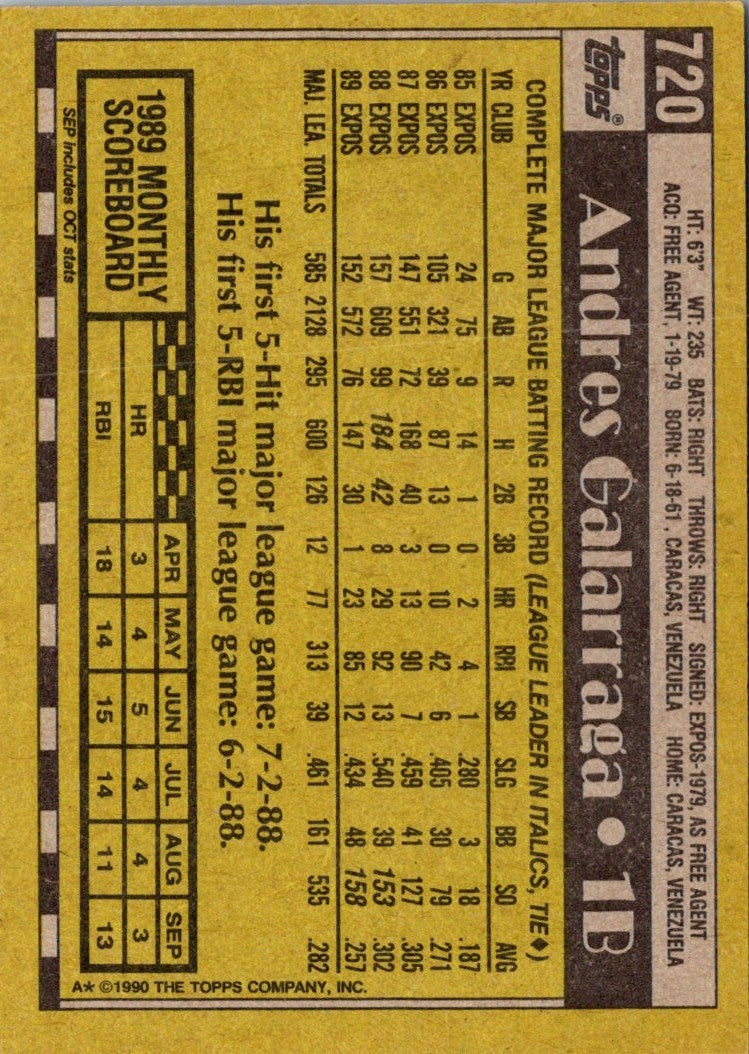 720
HT: 6'3" WT: 235 BATS: RIGHT THROWS: RIGHT SIGNED: EXPOS-1979, AS FREE AGENT
ACQ: FREE AGENT, 1-19-79 BORN: 6-18-61, CARACAS, VENEZUELA HOME: CARACAS, VENEZUELA
topps® Andres Galarraga • 1B
COMPLETE MAJOR LEAGUE BATTING RECORD (LEAGUE LEADER IN ITALICS, TIE♦)
YR CLUB G AB R H 2B 3B HR RBI SB SLG BB SO AVG
85 EXPOS 24 75 9 14 1 0 2 4 1 .280 3 18 .187
86 EXPOS 105 321 39 87 13 0 10 42 6 .405 30 79 .271
87 EXPOS 147 551 72 168 40 3 13 90 7 .459 41 127 .305
88 EXPOS 157 609 99 184 42 8 29 92 13 .540 39 153 .302
89 EXPOS 152 572 76 147 30 1 23 85 12 .434 48 158 .257
MAJ. LEA. TOTALS 585 2128 295 600 126 12 77 313 39 .461 161 535 .282
His first 5-Hit major league game: 7-2-88.
His first 5-RBI major league game: 6-2-88.
1989 MONTHLY SCOREBOARD
APR MAY JUN JUL AUG SEP
HR 3 4 5 4 4 3
RBI 18 14 15 14 11 13
SEP includes OCT stats
A* ©1990 THE TOPPS COMPANY, INC.